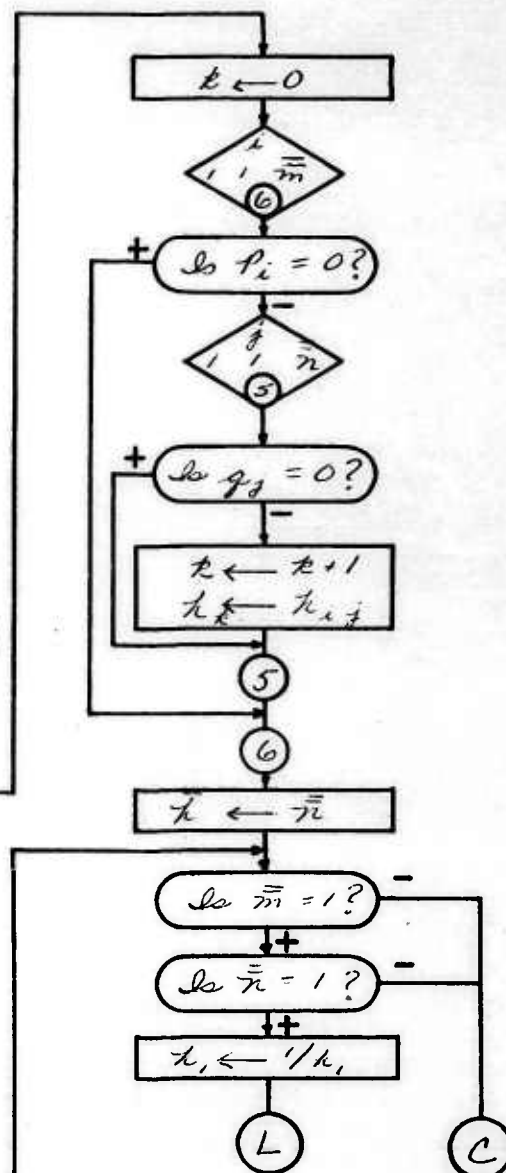 k ← 0
i
1 1 m̿
6
+
Is P_i = 0?
−
j
1 1 n̿
5
+
Is q_j = 0?
−
k ← k + 1
h_k ← h_i j
5
6
n̿
Is m̿ = 1?
−
+
Is n̿ = 1?
−
+
h_1 ← 1/h_1
L
C